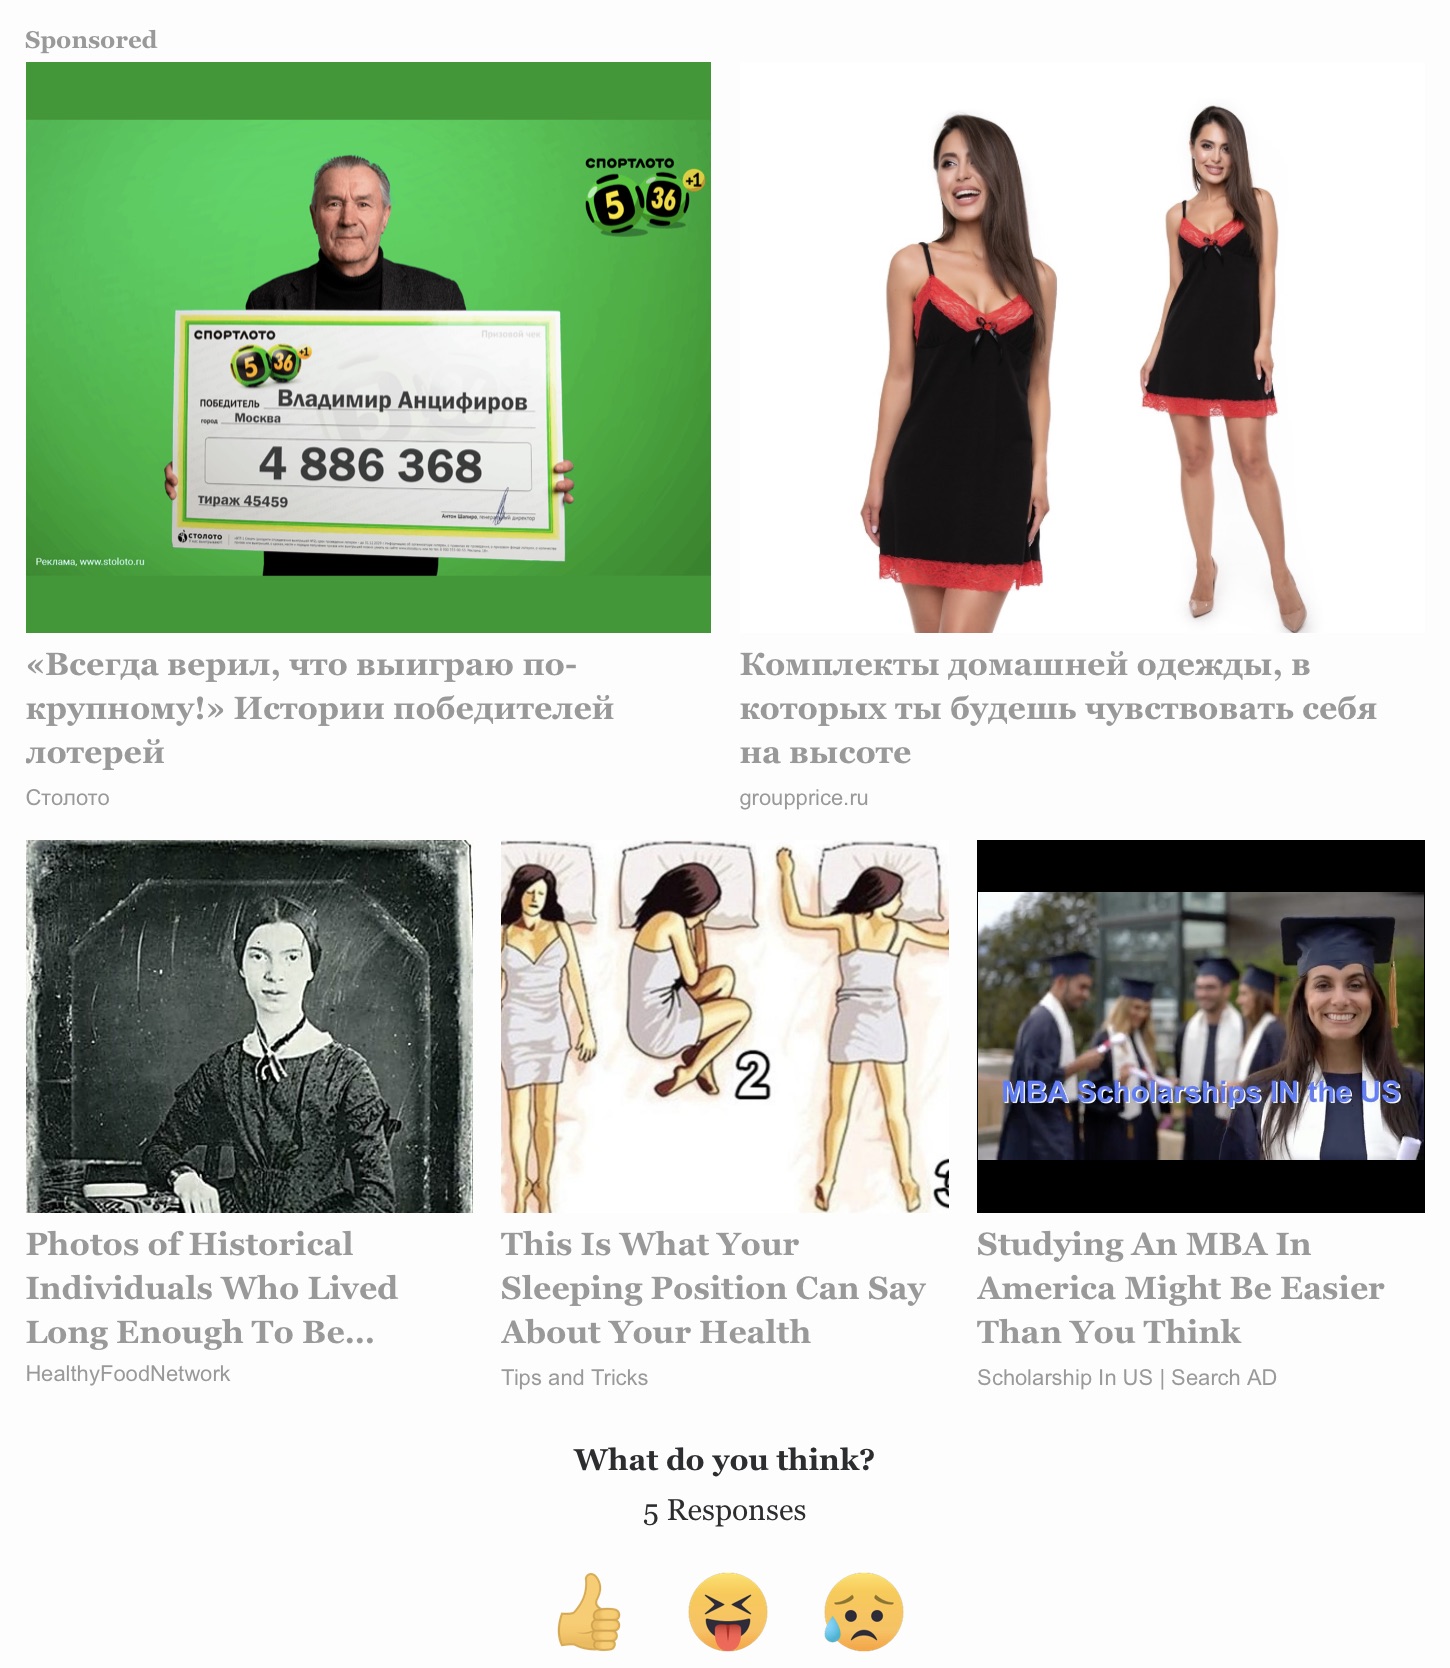 Sponsored
СПОРТЛОТО
5 36 +1
СПОРТЛОТО
Призовой чек
5 36 +1
ПОБЕДИТЕЛЬ Владимир Анцифиров
город Москва
4 886 368
тираж 45459
Антон Шапиро, генеральный директор
СТОЛОТО
Реклама, www.stoloto.ru
«Всегда верил, что выиграю по-
крупному!» Истории победителей
лотерей
Столото
Комплекты домашней одежды, в
которых ты будешь чувствовать себя
на высоте
groupprice.ru
2
3
MBA Scholarships IN the US
Photos of Historical
Individuals Who Lived
Long Enough To Be...
HealthyFoodNetwork
This Is What Your
Sleeping Position Can Say
About Your Health
Tips and Tricks
Studying An MBA In
America Might Be Easier
Than You Think
Scholarship In US | Search AD
What do you think?
5 Responses